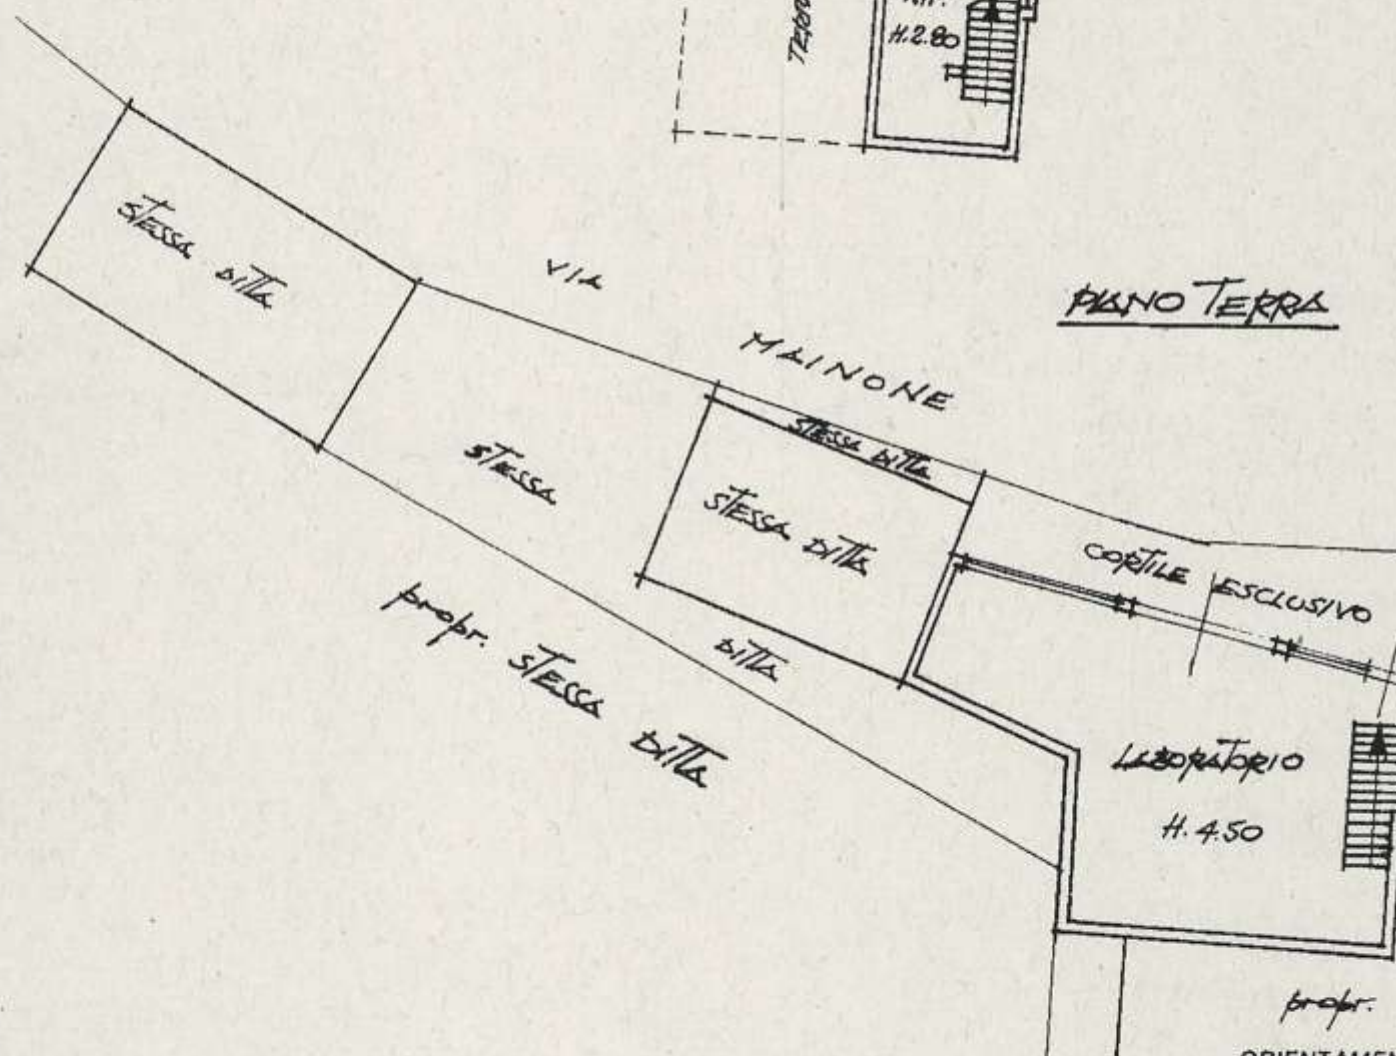 H.2.80
PIANO TERRA
VIA
MAINONE
STESSA DITTA
STESSA DITTA
STESSA DITTA
STESSA
DITTA
propr. STESSA DITTA
CORTILE ESCLUSIVO
LABORATORIO
H. 4.50
propr.